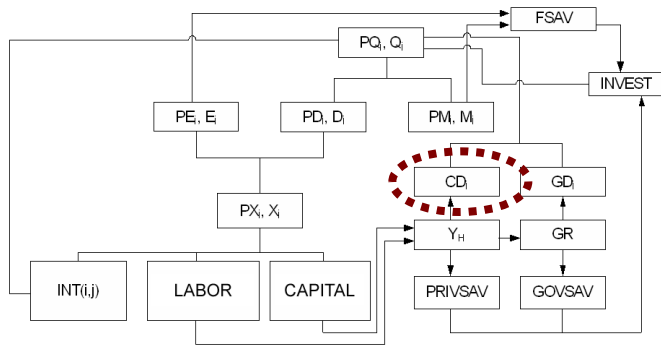 FSAV
PQi, Qi
INVEST
PEi, Ei
PDi, Di
PMi, Mi
CDi
GDi
PXi, Xi
YH
GR
INT(i,j)
LABOR
CAPITAL
PRIVSAV
GOVSAV